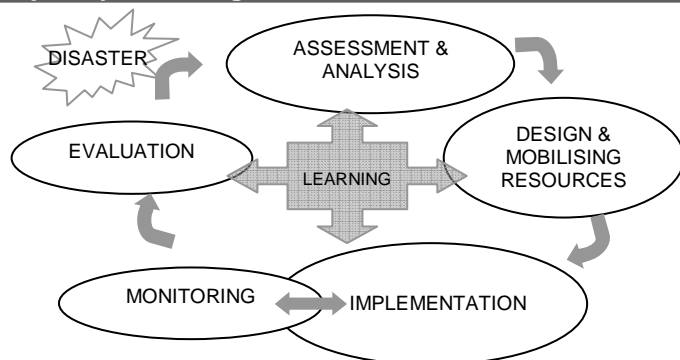 DISASTER
ASSESSMENT &
ANALYSIS
DESIGN &
MOBILISING
RESOURCES
EVALUATION
LEARNING
MONITORING
IMPLEMENTATION